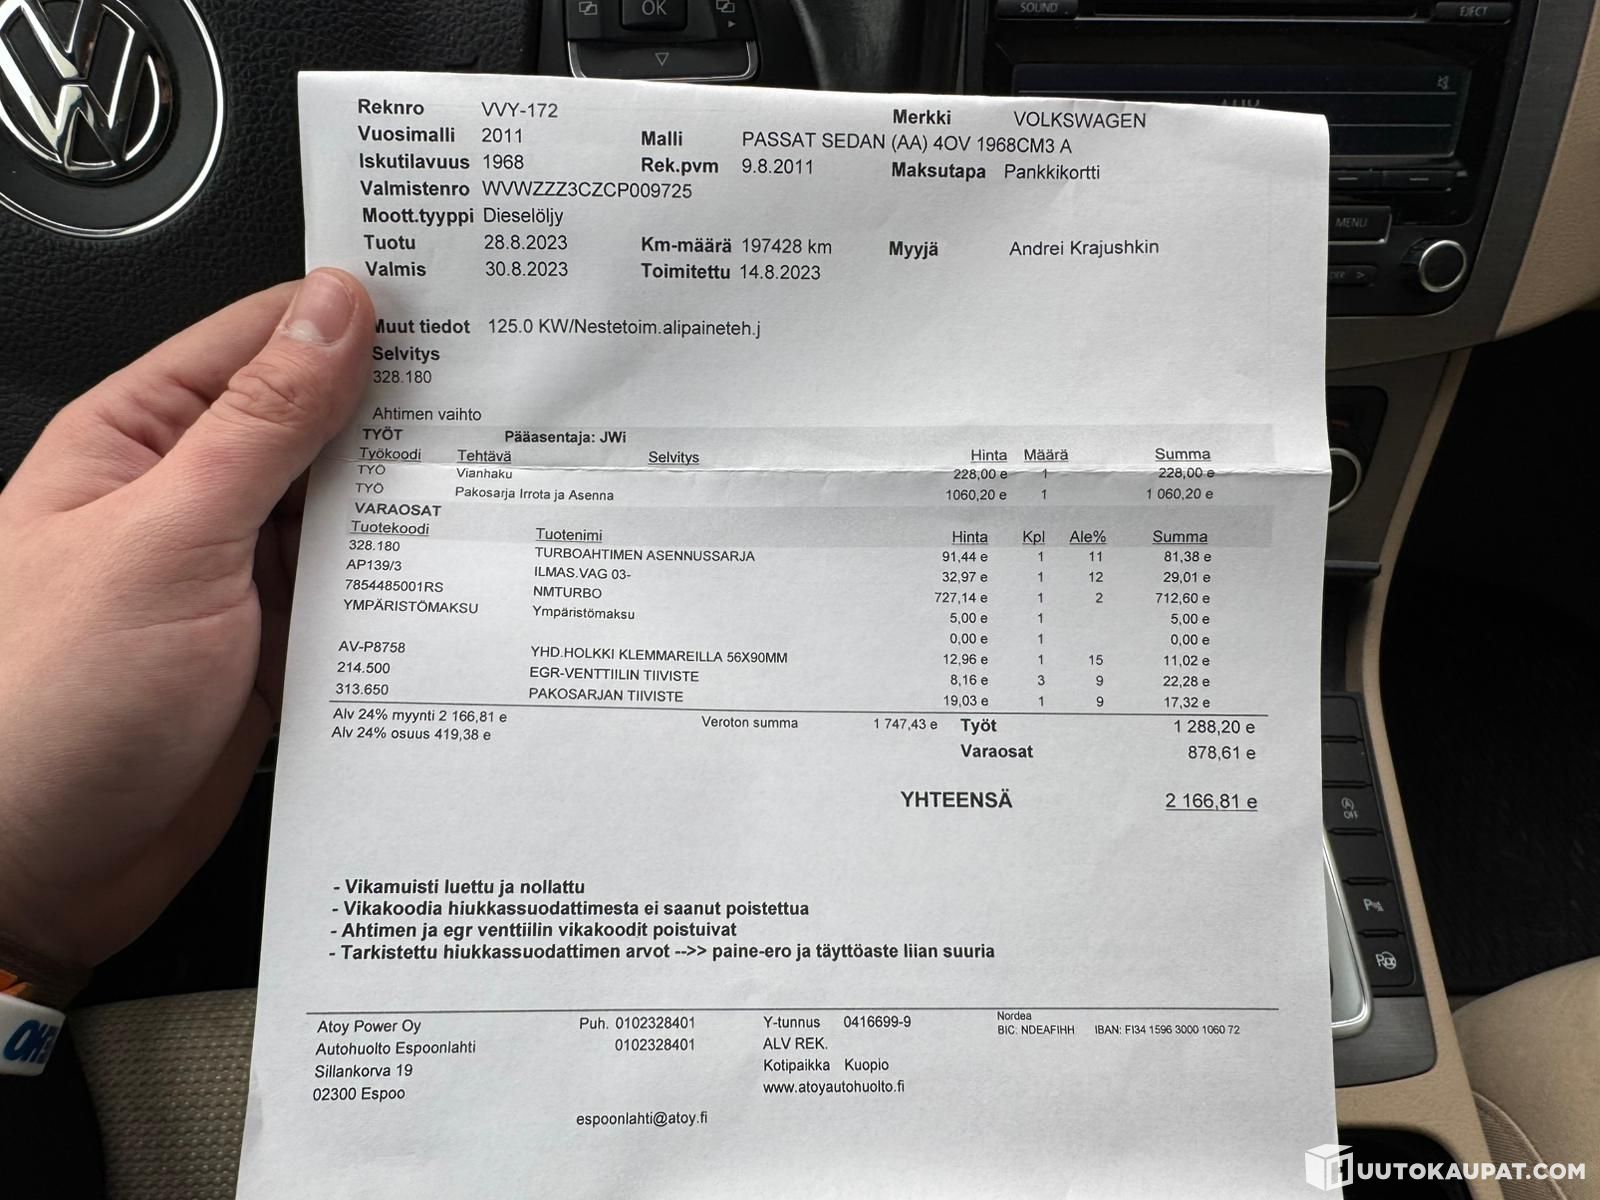 OK
SOUND
EJECT
AUX
MENU
Reknro VVY-172 Merkki VOLKSWAGEN
Vuosimalli 2011 Malli PASSAT SEDAN (AA) 4OV 1968CM3 A
Iskutilavuus 1968 Rek.pvm 9.8.2011 Maksutapa Pankkikortti
Valmistenro WVWZZZ3CZCP009725
Moott.tyyppi Dieselöljy
Tuotu 28.8.2023 Km-määrä 197428 km Myyjä Andrei Krajushkin
Valmis 30.8.2023 Toimitettu 14.8.2023
Muut tiedot 125.0 KW/Nestetoim.alipaineteh.j
Selvitys
328.180
Ahtimen vaihto
TYÖT Pääasentaja: JWi
Työkoodi Tehtävä Selvitys Hinta Määrä Summa
TYÖ Vianhaku 228,00 e 1 228,00 e
TYÖ Pakosarja Irrota ja Asenna 1060,20 e 1 1 060,20 e
VARAOSAT
Tuotekoodi Tuotenimi Hinta Kpl Ale% Summa
328.180 TURBOAHTIMEN ASENNUSSARJA 91,44 e 1 11 81,38 e
AP139/3 ILMAS.VAG 03- 32,97 e 1 12 29,01 e
7854485001RS NMTURBO 727,14 e 1 2 712,60 e
YMPÄRISTÖMAKSU Ympäristömaksu 5,00 e 1 5,00 e
0,00 e 1 0,00 e
AV-P8758 YHD.HOLKKI KLEMMAREILLA 56X90MM 12,96 e 1 15 11,02 e
214.500 EGR-VENTTIILIN TIIVISTE 8,16 e 3 9 22,28 e
313.650 PAKOSARJAN TIIVISTE 19,03 e 1 9 17,32 e
Alv 24% myynti 2 166,81 e Veroton summa 1 747,43 e Työt 1 288,20 e
Alv 24% osuus 419,38 e Varaosat 878,61 e
YHTEENSÄ 2 166,81 e
- Vikamuisti luettu ja nollattu
- Vikakoodia hiukkassuodattimesta ei saanut poistettua
- Ahtimen ja egr venttiilin vikakoodit poistuivat
- Tarkistettu hiukkassuodattimen arvot -->> paine-ero ja täyttöaste liian suuria
Atoy Power Oy Puh. 0102328401 Y-tunnus 0416699-9 Nordea
Autohuolto Espoonlahti 0102328401 ALV REK. BIC: NDEAFIHH IBAN: FI34 1596 3000 1060 72
Sillankorva 19 Kotipaikka Kuopio
02300 Espoo www.atoyautohuolto.fi
espoonlahti@atoy.fi
OFF
HUUTOKAUPAT.COM